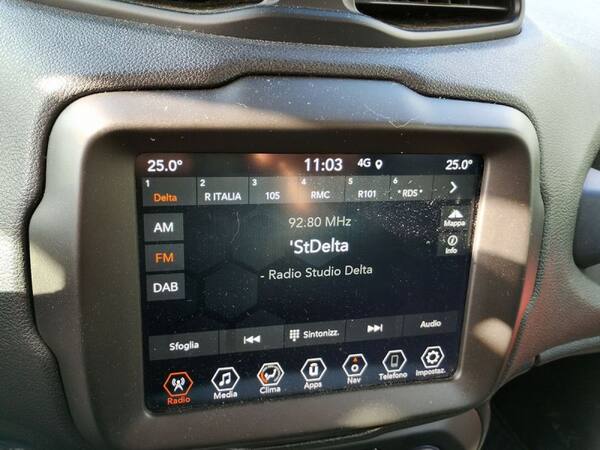 25.0° 11:03 4G 25.0°
1 2 3 4 5 6
Delta R ITALIA 105 RMC R101 *RDS* >
AM
FM
DAB
92.80 MHz
'StDelta
- Radio Studio Delta
Mappa
Info
Sfoglia Sintonizz. Audio
Radio Media Clima Apps Nav Telefono Impostaz.